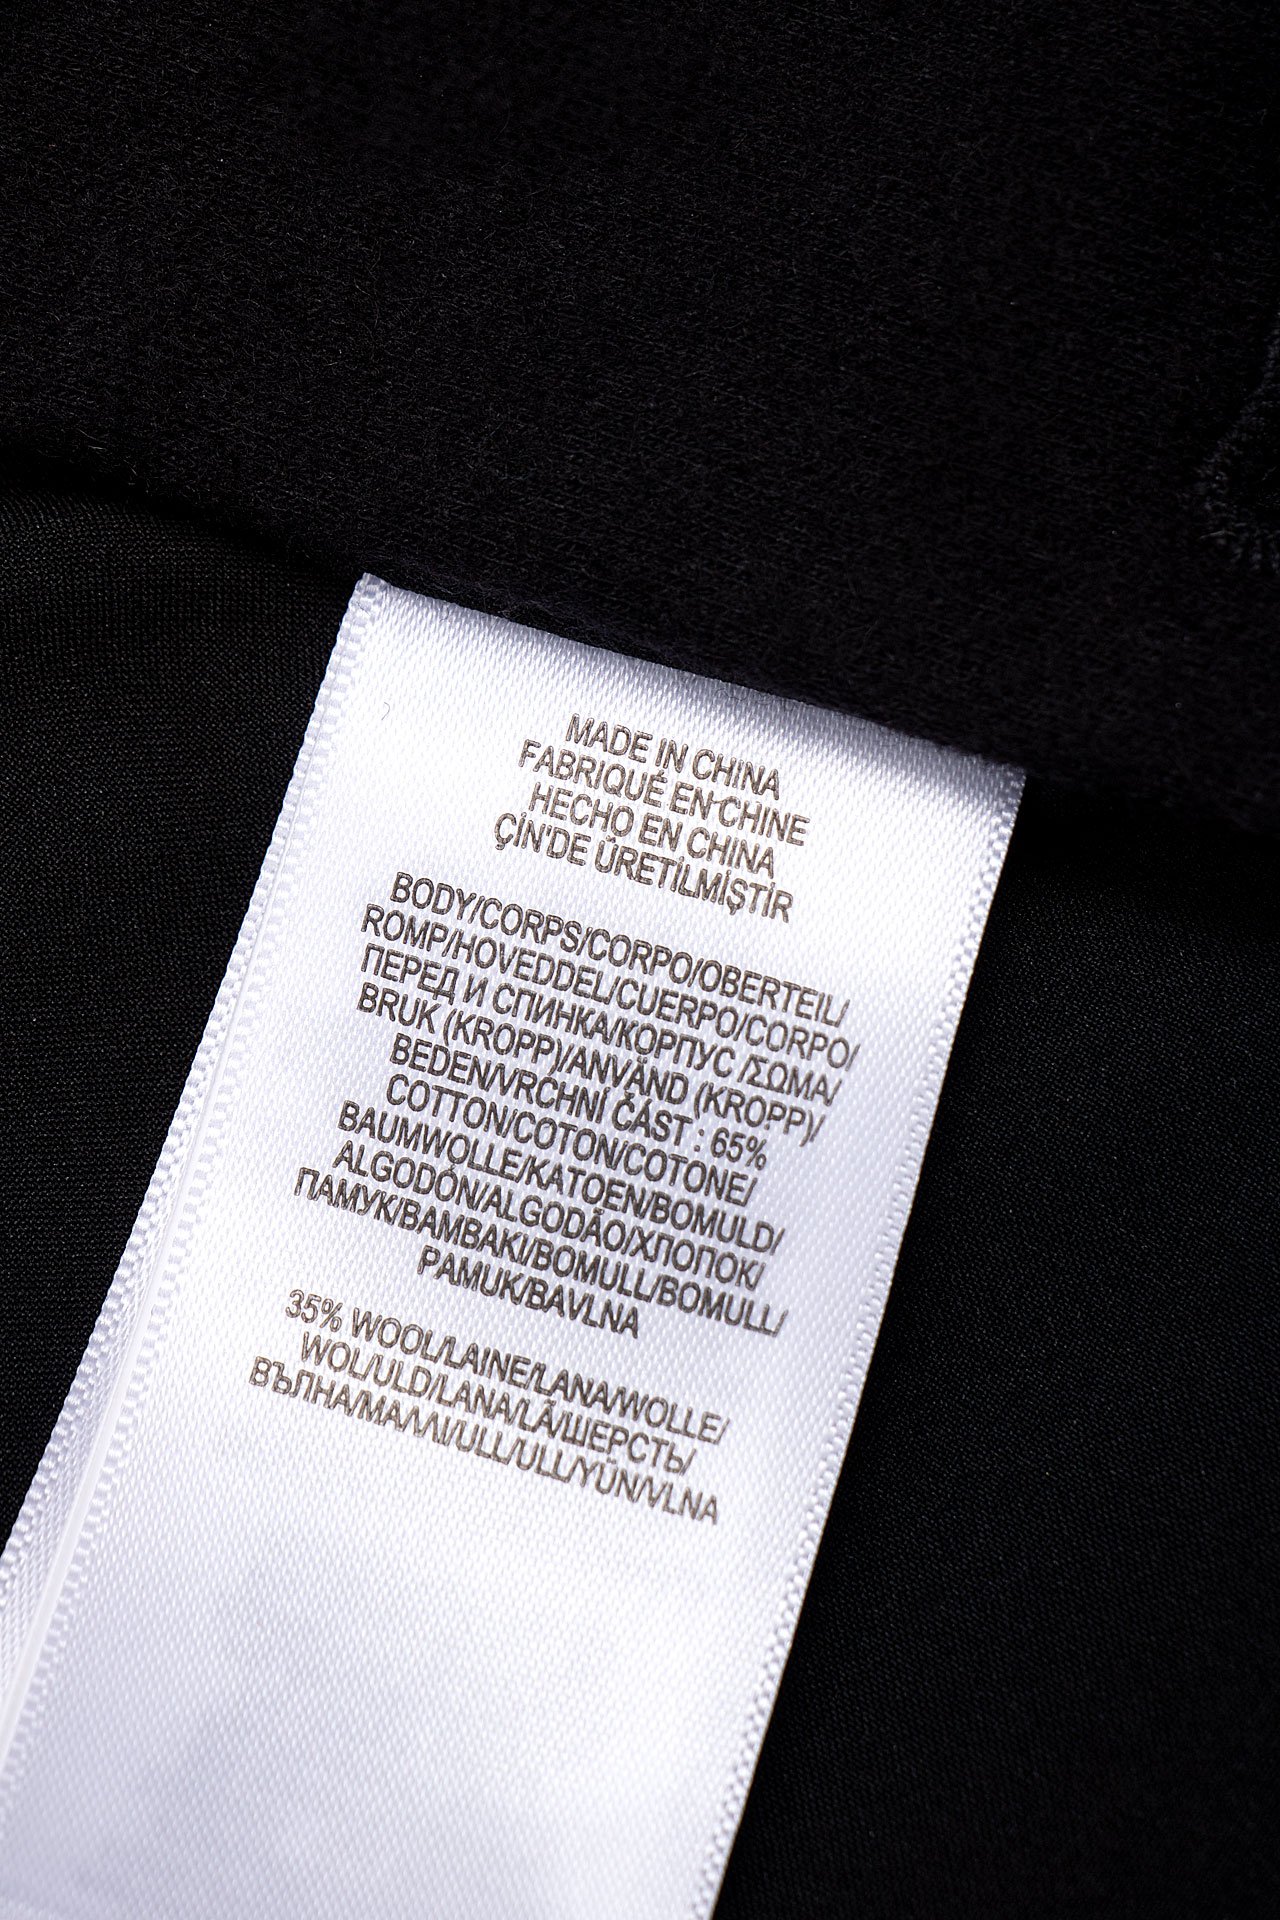 MADE IN CHINA
FABRIQUÉ EN CHINE
HECHO EN CHINA
ÇİN'DE ÜRETİLMİŞTİR
BODY/CORPS/CORPO/OBERTEIL/
ROMP/HOVEDDEL/CUERPO/CORPO/
ПЕРЕД И СПИНКА/КОРПУС /ΣΩΜΑ/
BRUK (KROPP)/ANVÄND (KROPP)/
BEDEN/VRCHNÍ ČÁST : 65%
COTTON/COTON/COTONE/
BAUMWOLLE/KATOEN/BOMULD/
ALGODÓN/ALGODÃO/ХЛОПОК/
ПАМУК/ΒΑΜΒΑΚΙ/BOMULL/BOMULL/
PAMUK/BAVLNA
35% WOOL/LAINE/LANA/WOLLE/
WOL/ULD/LANA/LÃ/ШЕРСТЬ/
ВЪЛНА/ΜΑΛΛΙ/ULL/ULL/YÜN/VLNA